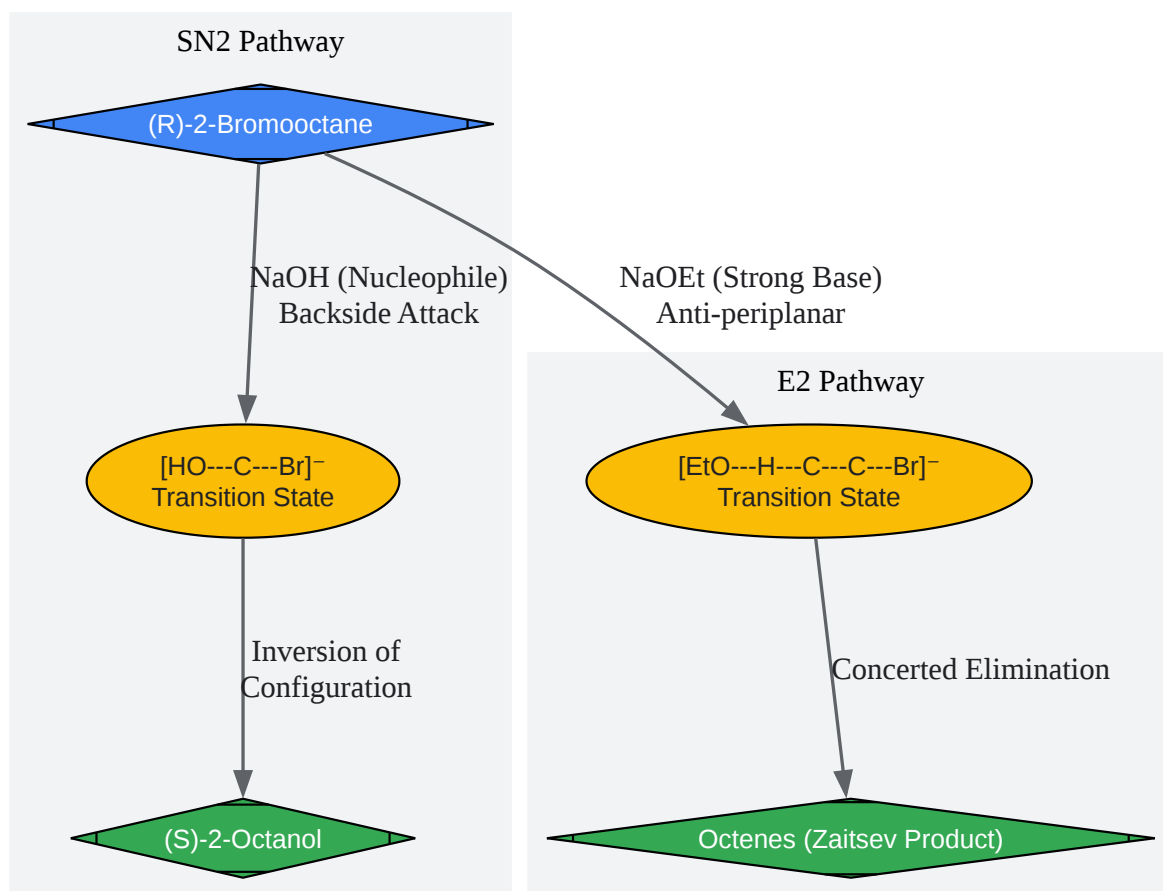 SN2 Pathway
(R)-2-Bromooctane
NaOH (Nucleophile)
Backside Attack
[HO---C---Br]⁻
Transition State
Inversion of
Configuration
(S)-2-Octanol
NaOEt (Strong Base)
Anti-periplanar
E2 Pathway
[EtO---H---C---C---Br]⁻
Transition State
Concerted Elimination
Octenes (Zaitsev Product)